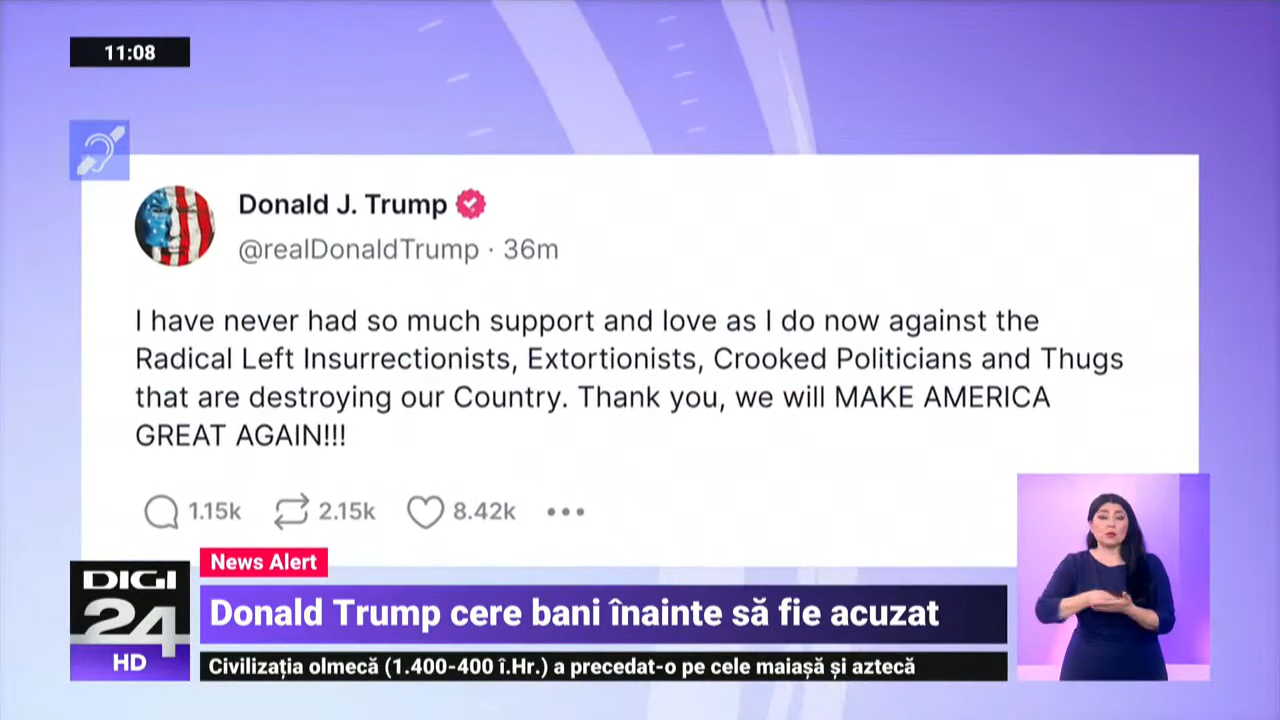 11:08
Donald J. Trump
@realDonaldTrump · 36m
I have never had so much support and love as I do now against the
Radical Left Insurrectionists, Extortionists, Crooked Politicians and Thugs
that are destroying our Country. Thank you, we will MAKE AMERICA
GREAT AGAIN!!!
1.15k 2.15k 8.42k
News Alert
DIGI
24
HD
Donald Trump cere bani înainte să fie acuzat
Civilizația olmecă (1.400-400 î.Hr.) a precedat-o pe cele maiașă și aztecă